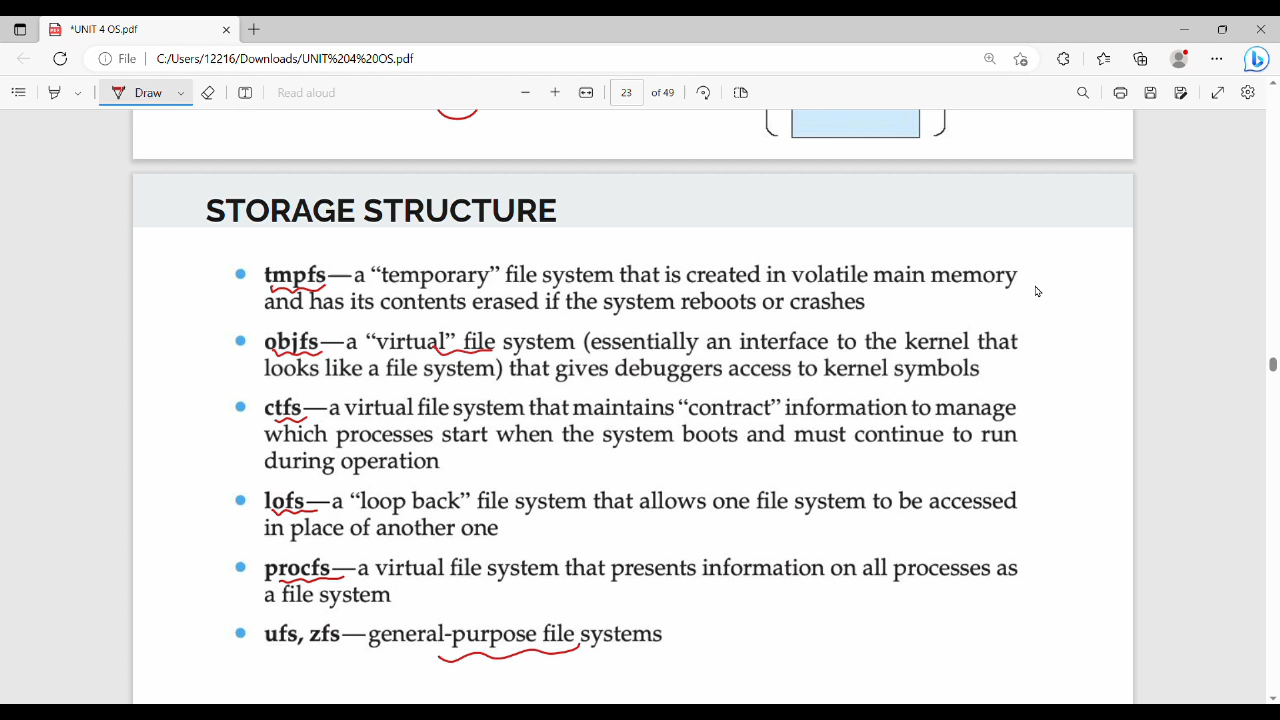 *UNIT 4 OS.pdf
File
C:/Users/12216/Downloads/UNIT%204%20OS.pdf
Draw
Read aloud
23
of 49
STORAGE STRUCTURE
tmpfs—a “temporary” file system that is created in volatile main memory
and has its contents erased if the system reboots or crashes
objfs—a “virtual” file system (essentially an interface to the kernel that
looks like a file system) that gives debuggers access to kernel symbols
ctfs—a virtual file system that maintains “contract” information to manage
which processes start when the system boots and must continue to run
during operation
lofs—a “loop back” file system that allows one file system to be accessed
in place of another one
procfs—a virtual file system that presents information on all processes as
a file system
ufs, zfs—general-purpose file systems